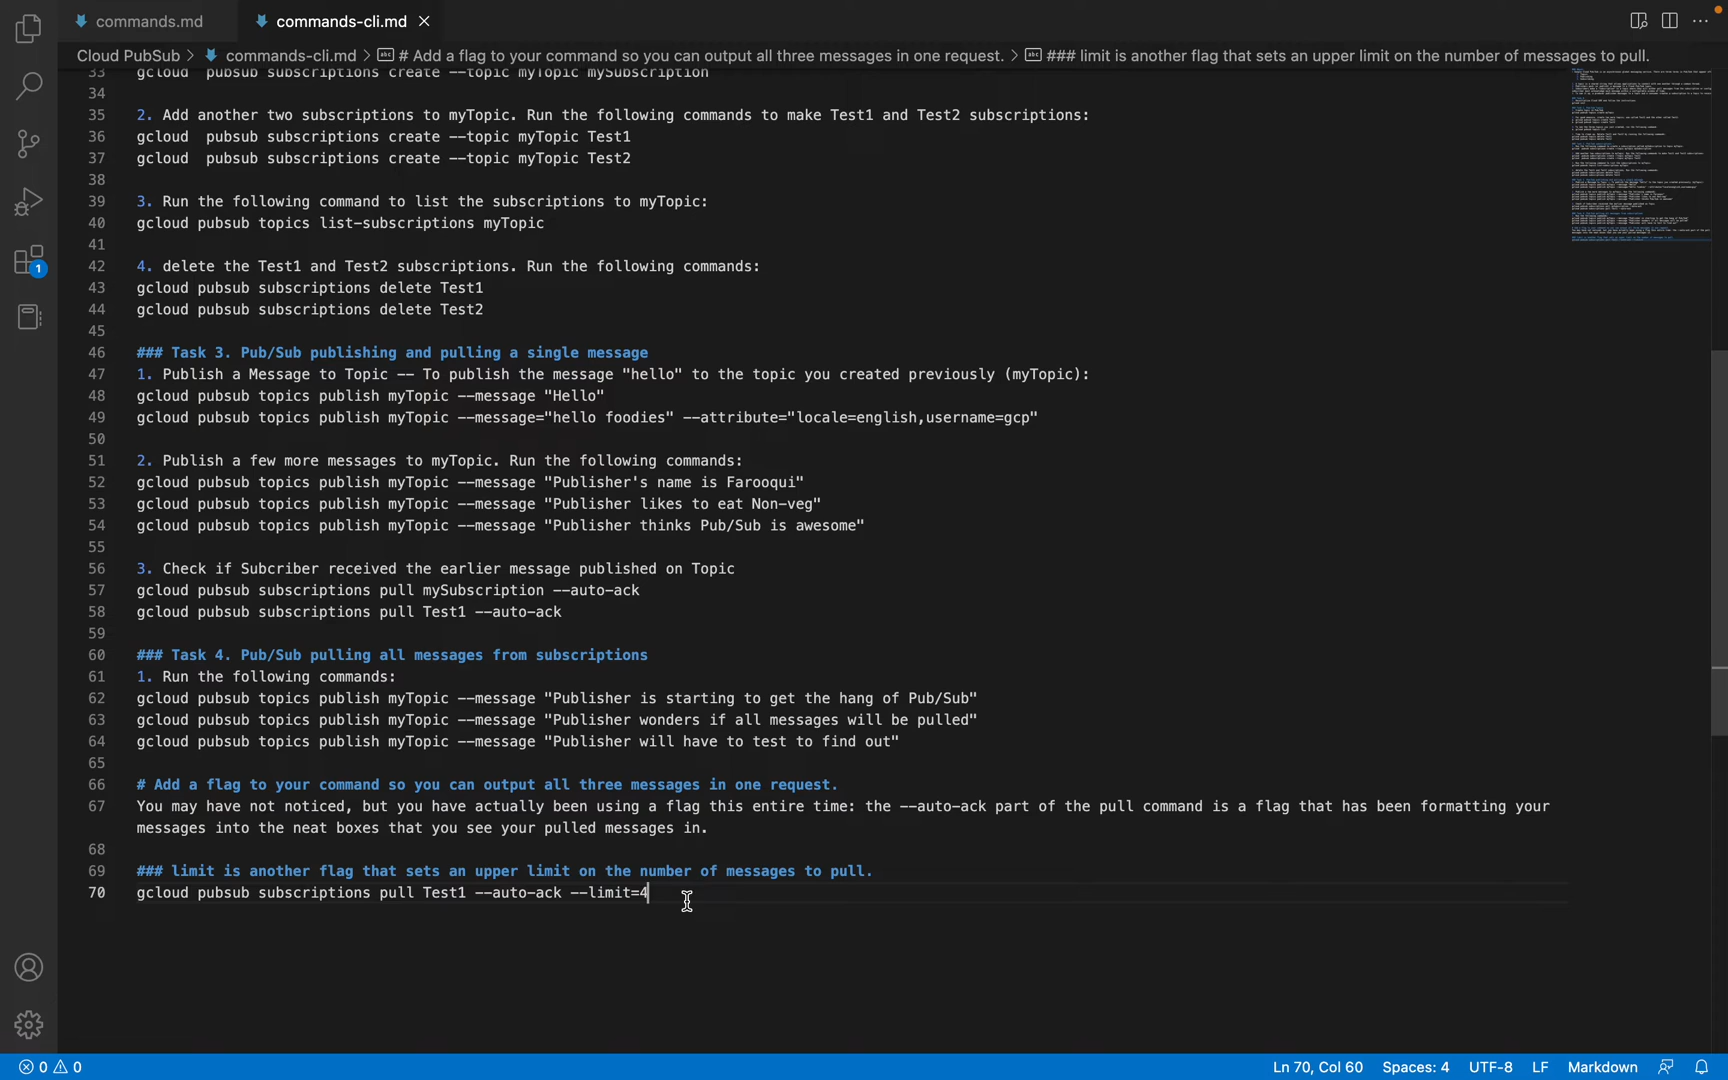 commands.md
commands-cli.md
Cloud PubSub > commands-cli.md > # Add a flag to your command so you can output all three messages in one request. > ### limit is another flag that sets an upper limit on the number of messages to pull.
33 gcloud  pubsub subscriptions create --topic myTopic mySubscription
34
35 2. Add another two subscriptions to myTopic. Run the following commands to make Test1 and Test2 subscriptions:
36 gcloud  pubsub subscriptions create --topic myTopic Test1
37 gcloud  pubsub subscriptions create --topic myTopic Test2
38
39 3. Run the following command to list the subscriptions to myTopic:
40 gcloud pubsub topics list-subscriptions myTopic
41
42 4. delete the Test1 and Test2 subscriptions. Run the following commands:
43 gcloud pubsub subscriptions delete Test1
44 gcloud pubsub subscriptions delete Test2
45
46 ### Task 3. Pub/Sub publishing and pulling a single message
47 1. Publish a Message to Topic -- To publish the message "hello" to the topic you created previously (myTopic):
48 gcloud pubsub topics publish myTopic --message "Hello"
49 gcloud pubsub topics publish myTopic --message="hello foodies" --attribute="locale=english,username=gcp"
50
51 2. Publish a few more messages to myTopic. Run the following commands:
52 gcloud pubsub topics publish myTopic --message "Publisher's name is Farooqui"
53 gcloud pubsub topics publish myTopic --message "Publisher likes to eat Non-veg"
54 gcloud pubsub topics publish myTopic --message "Publisher thinks Pub/Sub is awesome"
55
56 3. Check if Subcriber received the earlier message published on Topic
57 gcloud pubsub subscriptions pull mySubscription --auto-ack
58 gcloud pubsub subscriptions pull Test1 --auto-ack
59
60 ### Task 4. Pub/Sub pulling all messages from subscriptions
61 1. Run the following commands:
62 gcloud pubsub topics publish myTopic --message "Publisher is starting to get the hang of Pub/Sub"
63 gcloud pubsub topics publish myTopic --message "Publisher wonders if all messages will be pulled"
64 gcloud pubsub topics publish myTopic --message "Publisher will have to test to find out"
65
66 # Add a flag to your command so you can output all three messages in one request.
67 You may have not noticed, but you have actually been using a flag this entire time: the --auto-ack part of the pull command is a flag that has been formatting your
messages into the neat boxes that you see your pulled messages in.
68
69 ### limit is another flag that sets an upper limit on the number of messages to pull.
70 gcloud pubsub subscriptions pull Test1 --auto-ack --limit=4
1
0 0 Ln 70, Col 60 Spaces: 4 UTF-8 LF Markdown